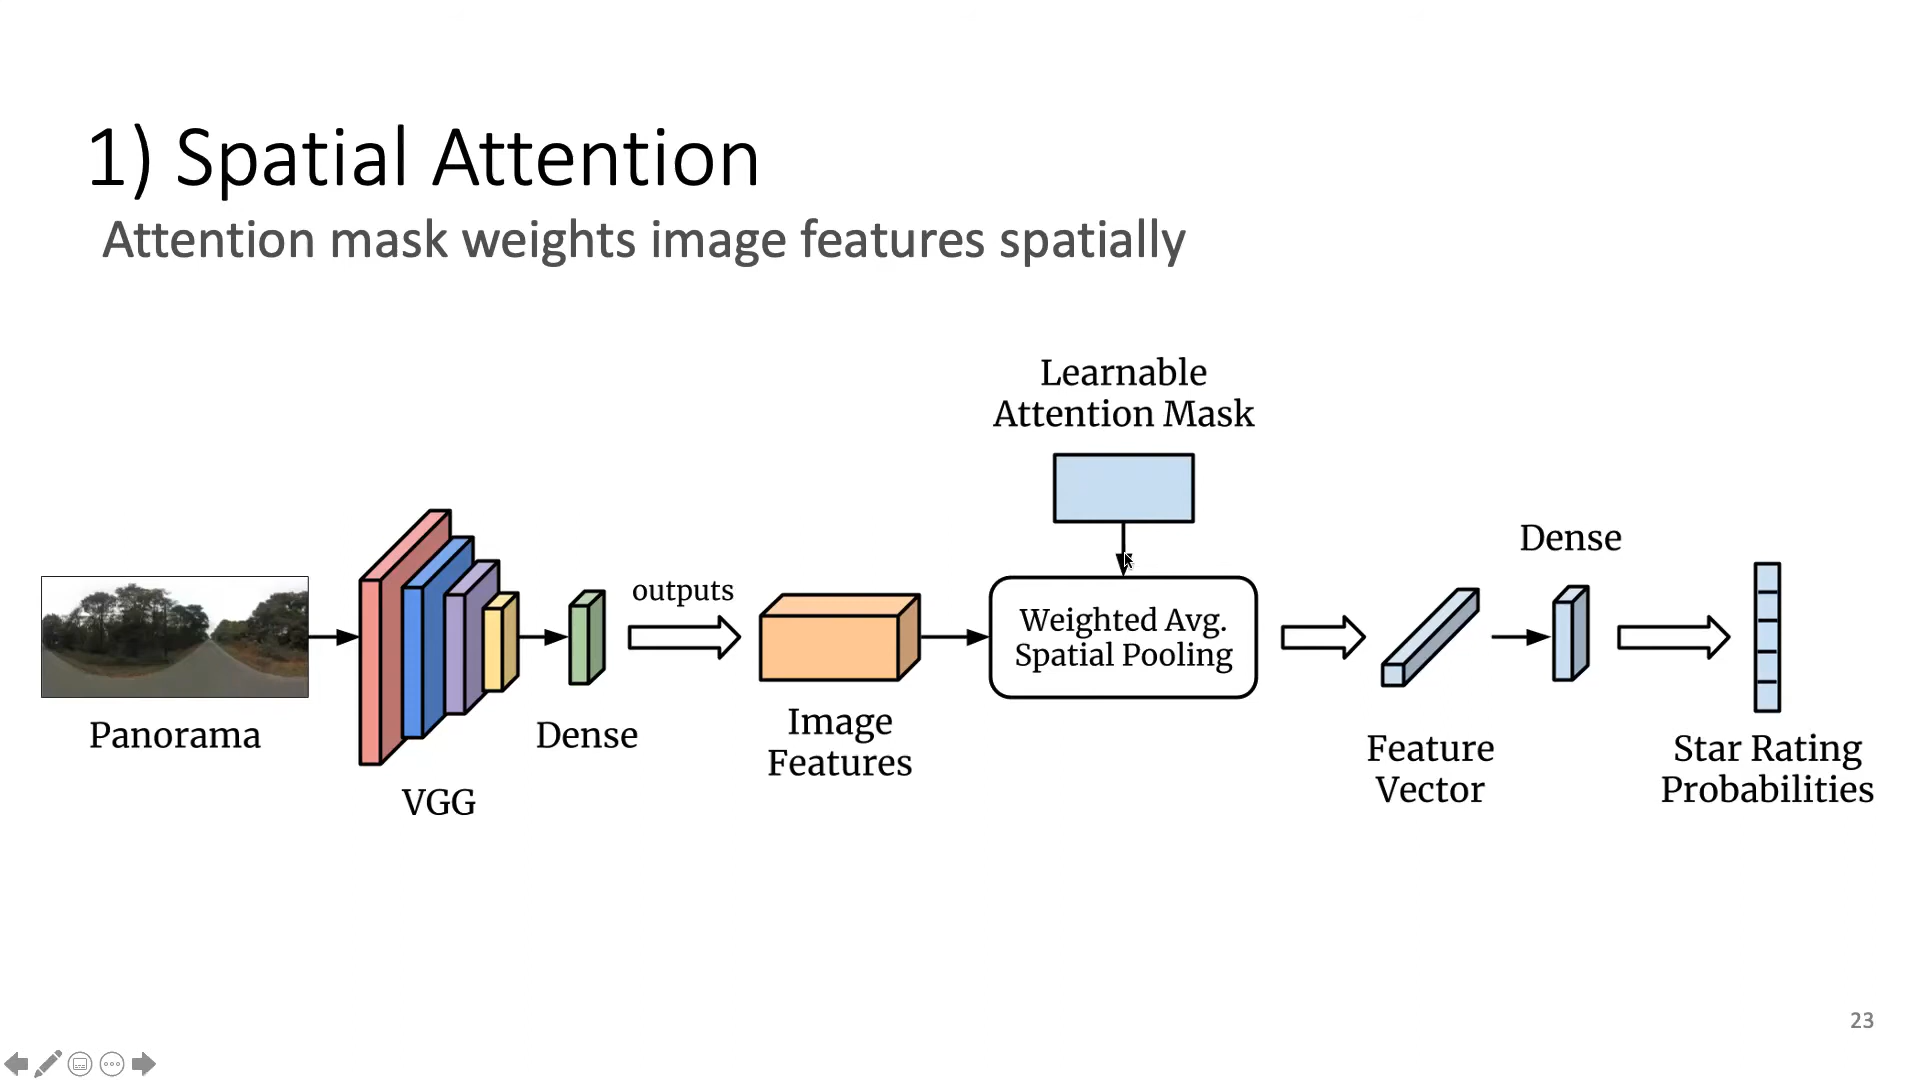 1) Spatial Attention
Attention mask weights image features spatially
Learnable
Attention Mask
Dense
outputs
Weighted Avg.
Spatial Pooling
Panorama
VGG
Dense
Image
Features
Feature
Vector
Star Rating
Probabilities
23